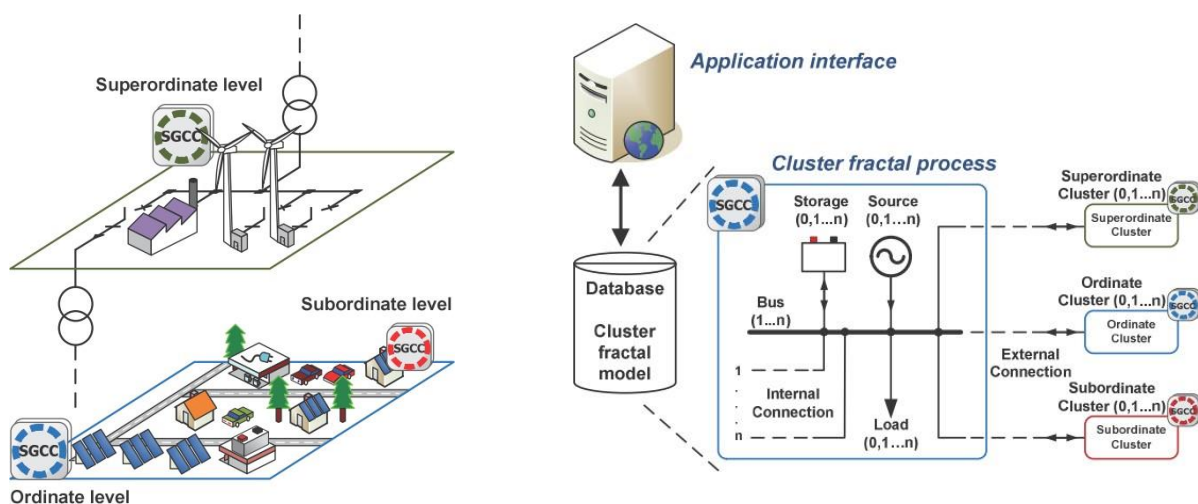 Superordinate level
SGCC
Subordinate level
SGCC
SGCC
Ordinate level
Application interface
Database
Cluster
fractal
model
Cluster fractal process
SGCC
Storage
(0,1...n)
Source
(0,1...n)
Bus
(1...n)
1
.
.
.
n
Internal
Connection
Load
(0,1...n)
External
Connection
Superordinate
Cluster (0,1...n)
SGCC
Superordinate
Cluster
Ordinate
Cluster (0,1...n)
SGCC
Ordinate
Cluster
Subordinate
Cluster (0,1...n)
SGCC
Subordinate
Cluster